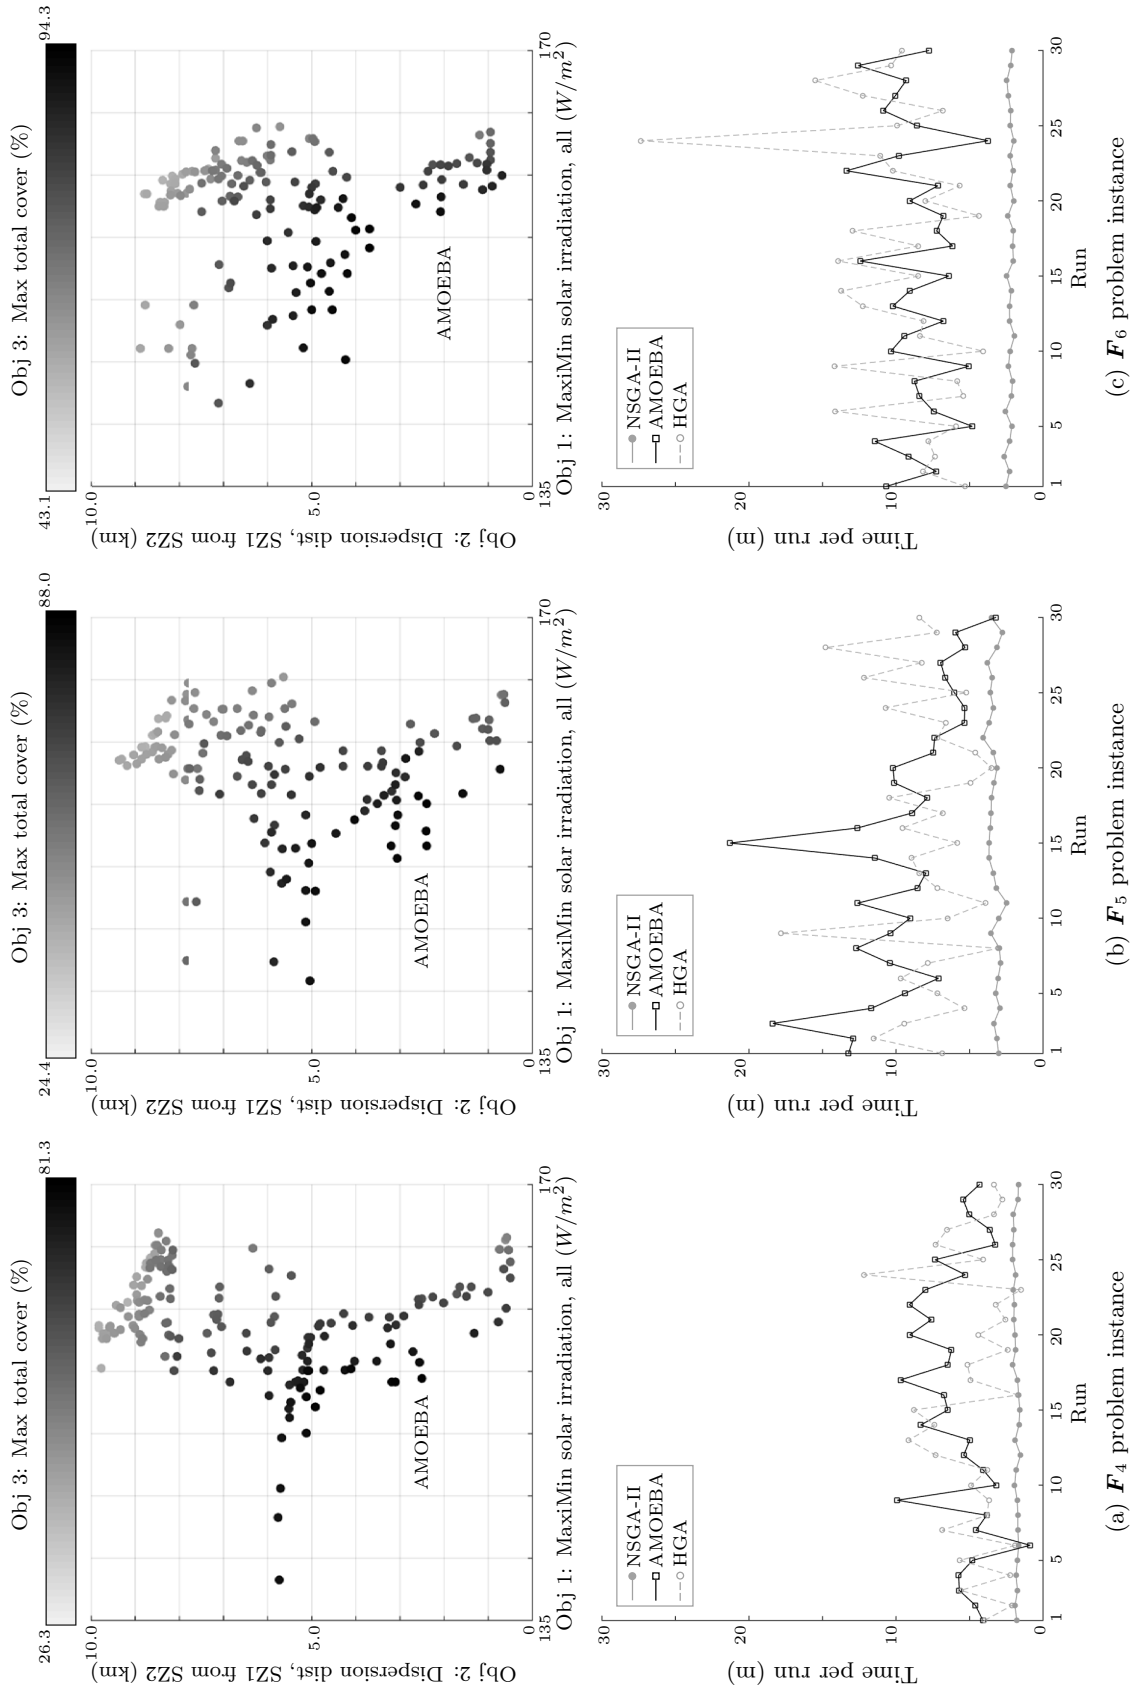 Obj 3: Max total cover (%)
26.3
81.3
10.0
5.0
0
135
170
Obj 2: Dispersion dist, SZ1 from SZ2 (km)
AMOEBA
Obj 1: MaxiMin solar irradiation, all (W/m²)
30
20
10
0
1
5
10
15
20
25
30
Time per run (m)
NSGA-II
AMOEBA
HGA
Run
(a) F4 problem instance
Obj 3: Max total cover (%)
24.4
88.0
10.0
5.0
0
135
170
Obj 2: Dispersion dist, SZ1 from SZ2 (km)
AMOEBA
Obj 1: MaxiMin solar irradiation, all (W/m²)
30
20
10
0
1
5
10
15
20
25
30
Time per run (m)
NSGA-II
AMOEBA
HGA
Run
(b) F5 problem instance
Obj 3: Max total cover (%)
43.1
94.3
10.0
5.0
0
135
170
Obj 2: Dispersion dist, SZ1 from SZ2 (km)
AMOEBA
Obj 1: MaxiMin solar irradiation, all (W/m²)
30
20
10
0
1
5
10
15
20
25
30
Time per run (m)
NSGA-II
AMOEBA
HGA
Run
(c) F6 problem instance